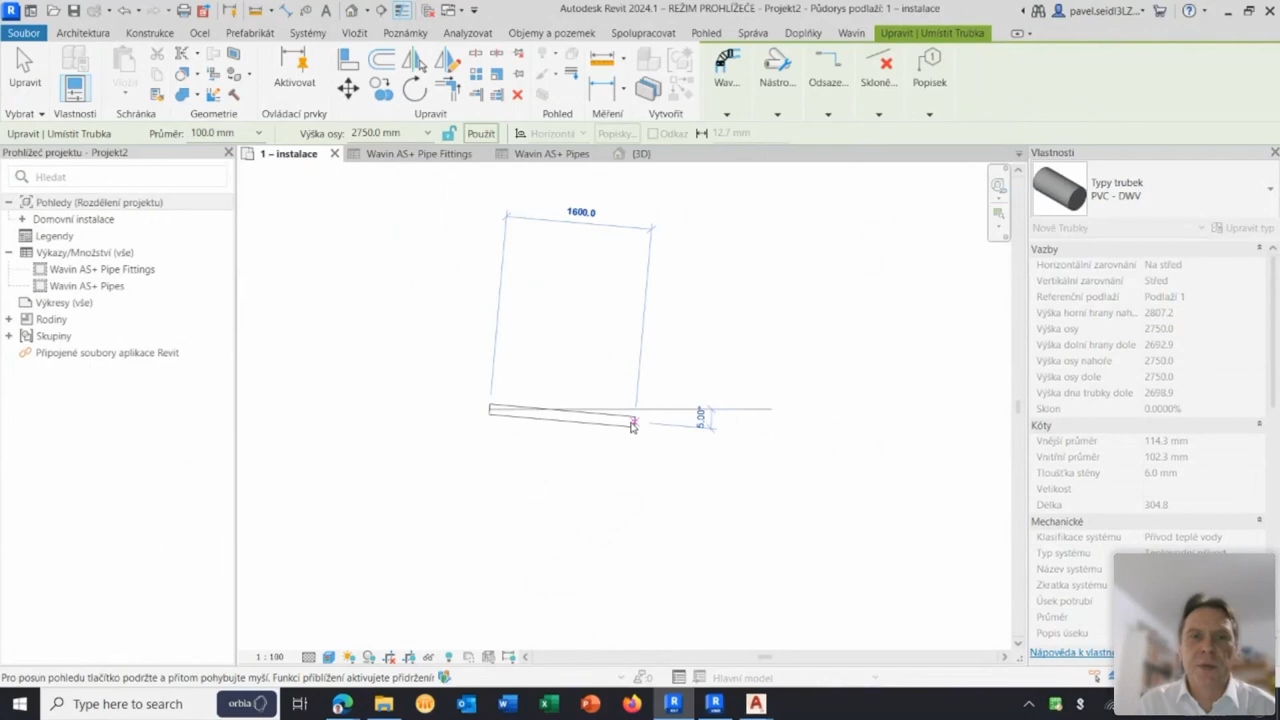 Autodesk Revit 2024.1 – REŽIM PROHLÍŽEČE - Projekt2 - Půdorys podlaží: 1 – instalace
pavel.seidl3LZ...
Soubor Architektura Konstrukce Ocel Prefabrikát Systémy Vložit Poznámky Analyzovat Objemy a pozemek Spolupracovat Pohled Správa Doplňky Wavin Upravit | Umístit Trubka
Upravit Vložit Aktivovat Wav... Nástro... Odsaze... Skloně... Popisek
Vybrat Vlastnosti Schránka Geometrie Ovládací prvky Upravit Pohled Měření Vytvořit
Upravit | Umístit Trubka Průměr: 100.0 mm Výška osy: 2750.0 mm Použít Horizontá Popisky... Odkaz 12.7 mm
Prohlížeč projektu - Projekt2
Hledat
Pohledy (Rozdělení projektu)
Domovní instalace
Legendy
Výkazy/Množství (vše)
Wavin AS+ Pipe Fittings
Wavin AS+ Pipes
Výkresy (vše)
Rodiny
Skupiny
Připojené soubory aplikace Revit
1 – instalace Wavin AS+ Pipe Fittings Wavin AS+ Pipes {3D}
1600.0
5.00°
Vlastnosti
Typy trubek
PVC - DWV
Nové Trubky Upravit typ
Vazby
Horizontální zarovnání Na střed
Vertikální zarovnání Střed
Referenční podlaží Podlaží 1
Výška horní hrany nah... 2807.2
Výška osy 2750.0
Výška dolní hrany dole 2692.9
Výška osy nahoře 2750.0
Výška osy dole 2750.0
Výška dna trubky dole 2698.9
Sklon 0.0000%
Kóty
Vnější průměr 114.3 mm
Vnitřní průměr 102.3 mm
Tloušťka stěny 6.0 mm
Velikost
Délka 304.8
Mechanické
Klasifikace systému Přívod teplé vody
Typ systému
Název systému
Zkratka systému
Úsek potrubí
Průměr
Popis úseku
Nápověda k vlastn
1 : 100
Pro posun pohledu tlačítko podržte a přitom pohybujte myší. Funkci přiblížení aktivujete přidržení
:0 Hlavní model
Type here to search orbia